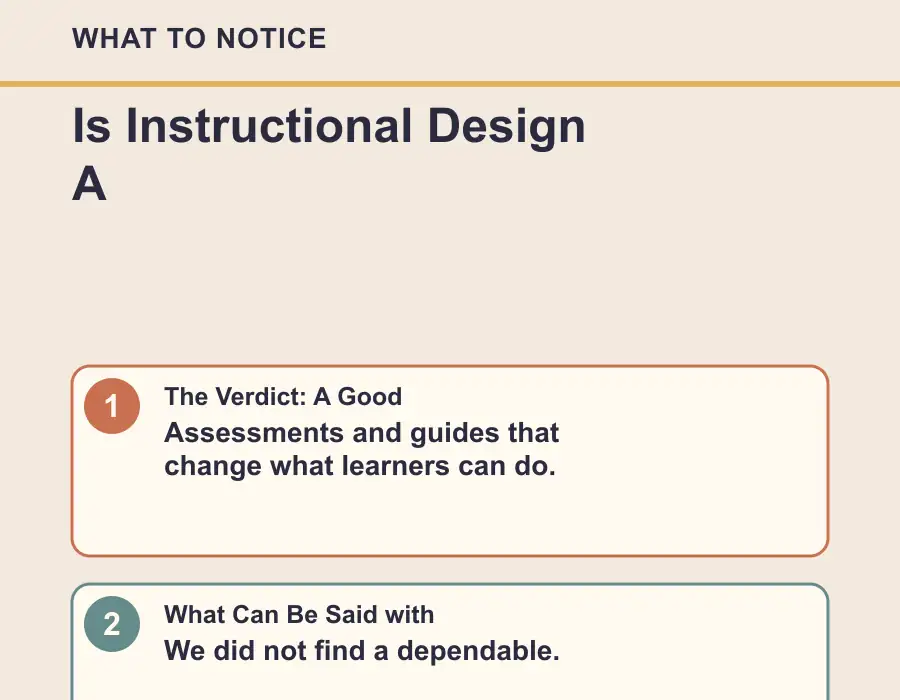 WHAT TO NOTICE
Is Instructional Design
A
1
The Verdict: A Good
Assessments and guides that
change what learners can do.
2
What Can Be Said with
We did not find a dependable.